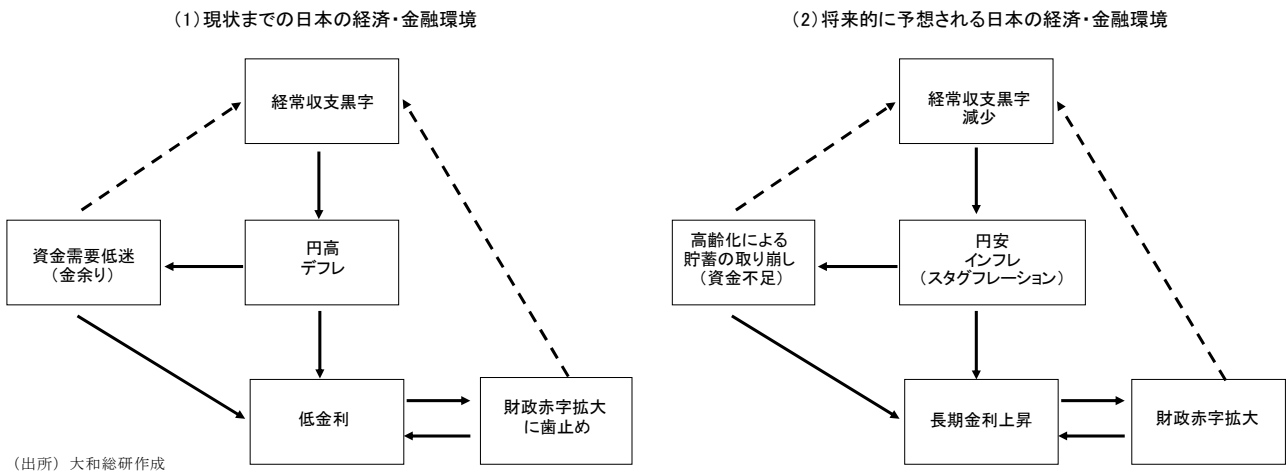 (1)現状までの日本の経済・金融環境
経常収支黒字
資金需要低迷
(金余り)
円高
デフレ
低金利
財政赤字拡大
に歯止め
(2)将来的に予想される日本の経済・金融環境
経常収支黒字
減少
高齢化による
貯蓄の取り崩し
(資金不足)
円安
インフレ
(スタグフレーション)
長期金利上昇
財政赤字拡大
(出所) 大和総研作成